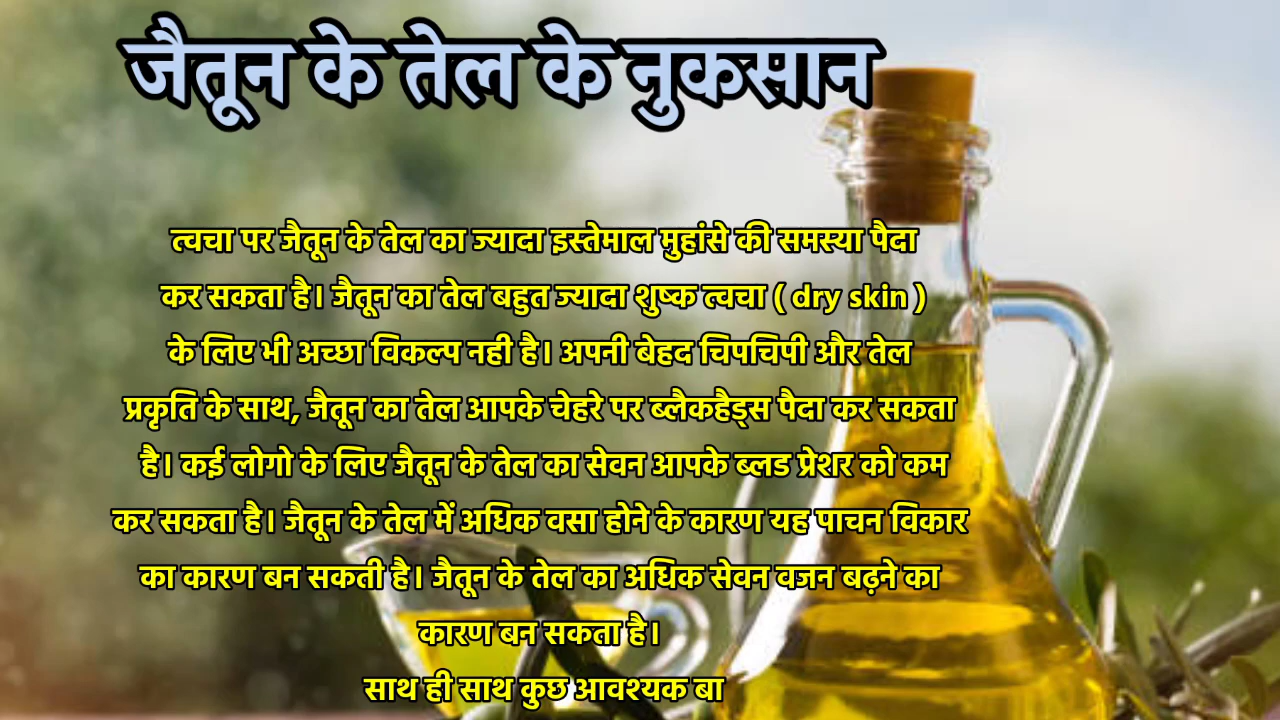 जैतून के तेल के नुकसान
त्वचा पर जैतून के तेल का ज्यादा इस्तेमाल मुहांसे की समस्या पैदा
कर सकता है। जैतून का तेल बहुत ज्यादा शुष्क त्वचा ( dry skin )
के लिए भी अच्छा विकल्प नही है। अपनी बेहद चिपचिपी और तेल
प्रकृति के साथ, जैतून का तेल आपके चेहरे पर ब्लैकहैड्स पैदा कर सकता
है। कई लोगो के लिए जैतून के तेल का सेवन आपके ब्लड प्रेशर को कम
कर सकता है। जैतून के तेल में अधिक वसा होने के कारण यह पाचन विकार
का कारण बन सकती है। जैतून के तेल का अधिक सेवन वजन बढ़ने का
कारण बन सकता है।
साथ ही साथ कुछ आवश्यक बा